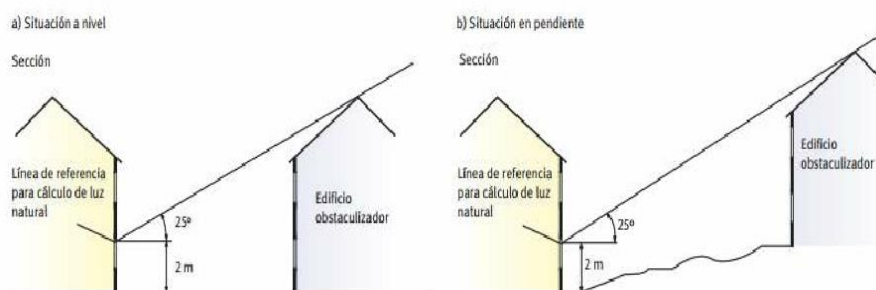 a) Situación a nivel
Sección
Línea de referencia
para cálculo de luz
natural
25º
2 m
Edificio
obstaculizador
b) Situación en pendiente
Sección
Línea de referencia
para cálculo de luz
natural
25º
2 m
Edificio
obstaculizador